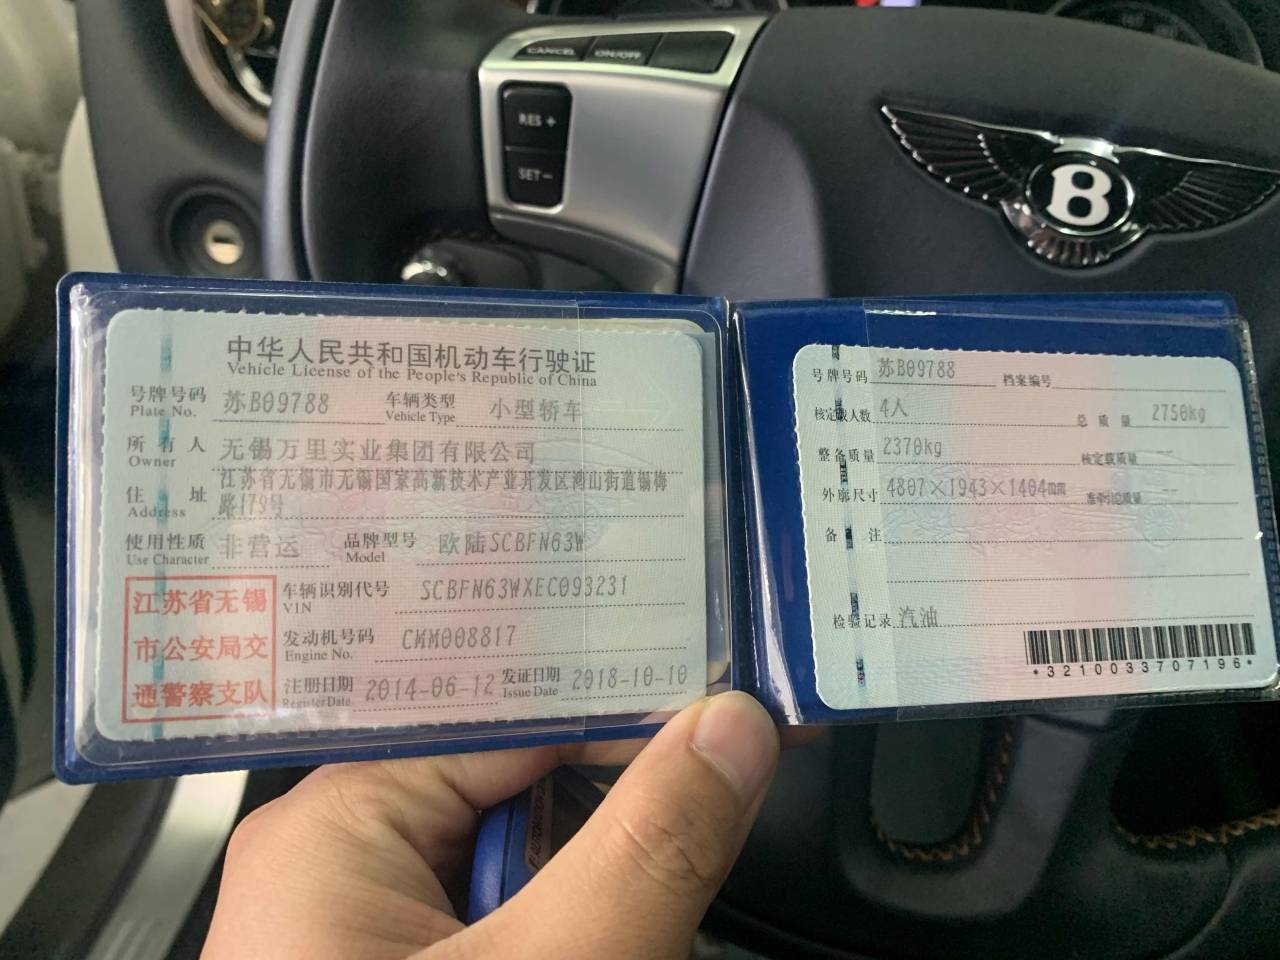 CANCEL ON/OFF
RES +
SET-
B
中华人民共和国机动车行驶证
Vehicle License of the People's Republic of China
号牌号码 苏B09788 车辆类型 小型轿车
Plate No. Vehicle Type
所有人 无锡万里实业集团有限公司
Owner
住址 江苏省无锡市无锡国家高新技术产业开发区鸿山街道锡梅
Address 路179号
使用性质 非营运 品牌型号 欧陆SCBFN63W
Use Character Model
江苏省无锡
市公安局交
通警察支队
车辆识别代号 SCBFN63WXEC093231
VIN
发动机号码 CMM008817
Engine No.
注册日期 2014-06-12 发证日期 2018-10-10
Register Date Issue Date
号牌号码 苏B09788 档案编号
核定载人数 4人 总质量 2750kg
整备质量 2370kg 核定载质量 --
外廓尺寸 4807×1943×1404mm 准牵引总质量 --
备注
检验记录 汽油
*3210033707196*